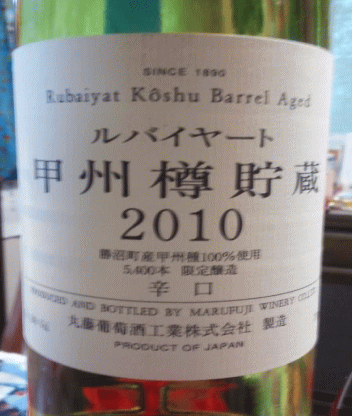 SINCE 1890
Rubaiyat Kôshu Barrel Aged
ルバイヤート
甲州樽貯蔵
2010
勝沼町産甲州種100%使用
5,400本 限定醸造
辛口
PRODUCED AND BOTTLED BY MARUFUJI WINERY CO.,LTD
丸藤葡萄酒工業株式会社 製造
PRODUCT OF JAPAN